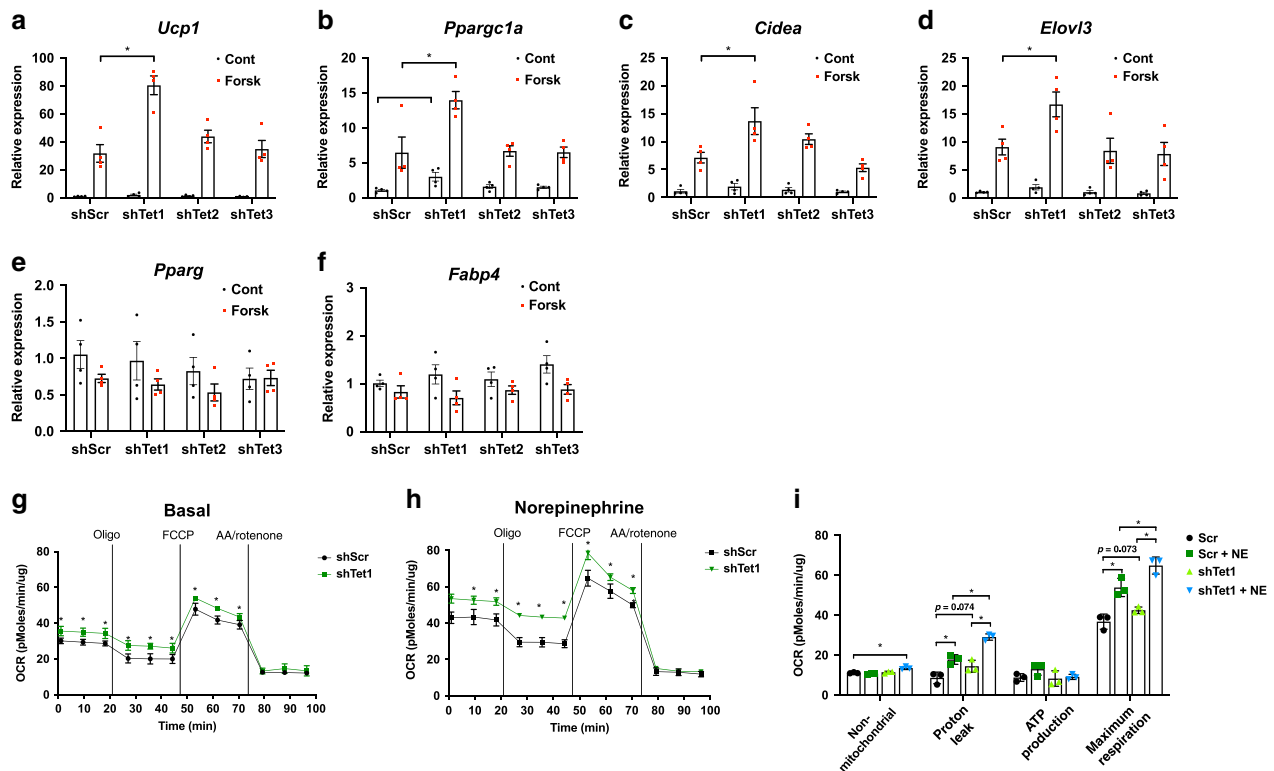 a
Ucp1
Relative expression
100
80
60
40
20
0
*
Cont
Forsk
shScr shTet1 shTet2 shTet3
b
Ppargc1a
Relative expression
20
15
10
5
0
*
Cont
Forsk
shScr shTet1 shTet2 shTet3
c
Cidea
Relative expression
25
20
15
10
5
0
*
Cont
Forsk
shScr shTet1 shTet2 shTet3
d
Elovl3
Relative expression
25
20
15
10
5
0
*
Cont
Forsk
shScr shTet1 shTet2 shTet3
e
Pparg
Relative expression
2.0
1.5
1.0
0.5
0.0
Cont
Forsk
shScr shTet1 shTet2 shTet3
f
Fabp4
Relative expression
3
2
1
0
Cont
Forsk
shScr shTet1 shTet2 shTet3
g
Basal
Oligo FCCP AA/rotenone
OCR (pMoles/min/ug)
80
60
40
20
0
* * * * * * * * *
shScr
shTet1
0 10 20 30 40 50 60 70 80 90 100
Time (min)
h
Norepinephrine
Oligo FCCP AA/rotenone
OCR (pMoles/min/ug)
80
60
40
20
0
* * * * * * * * *
shScr
shTet1
0 10 20 30 40 50 60 70 80 90 100
Time (min)
i
OCR (pMoles/min/ug)
80
60
40
20
0
*
p = 0.074
*
*
*
p = 0.073
*
*
*
Scr
Scr + NE
shTet1
shTet1 + NE
Non-
mitochondrial
Proton
leak
ATP
production
Maximum
respiration